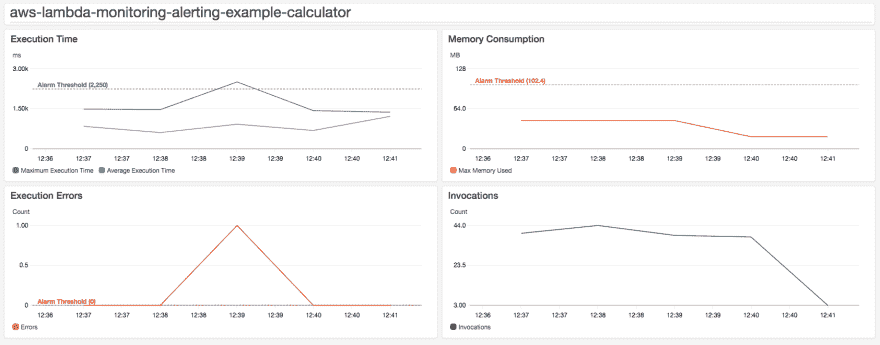 aws-lambda-monitoring-alerting-example-calculator
Execution Time
ms
3.00k
Alarm Threshold (2,250)
1.50k
0
12:36 12:37 12:37 12:38 12:38 12:39 12:39 12:40 12:40 12:41
Maximum Execution Time Average Execution Time
Memory Consumption
MB
128
Alarm Threshold (102.4)
64.0
0
12:36 12:37 12:37 12:38 12:38 12:39 12:39 12:40 12:40 12:41
Max Memory Used
Execution Errors
Count
1.00
0.5
Alarm Threshold (0)
0
12:36 12:37 12:37 12:38 12:38 12:39 12:39 12:40 12:40 12:41
Errors
Invocations
Count
44.0
23.5
3.00
12:36 12:37 12:37 12:38 12:38 12:39 12:39 12:40 12:40 12:41
Invocations